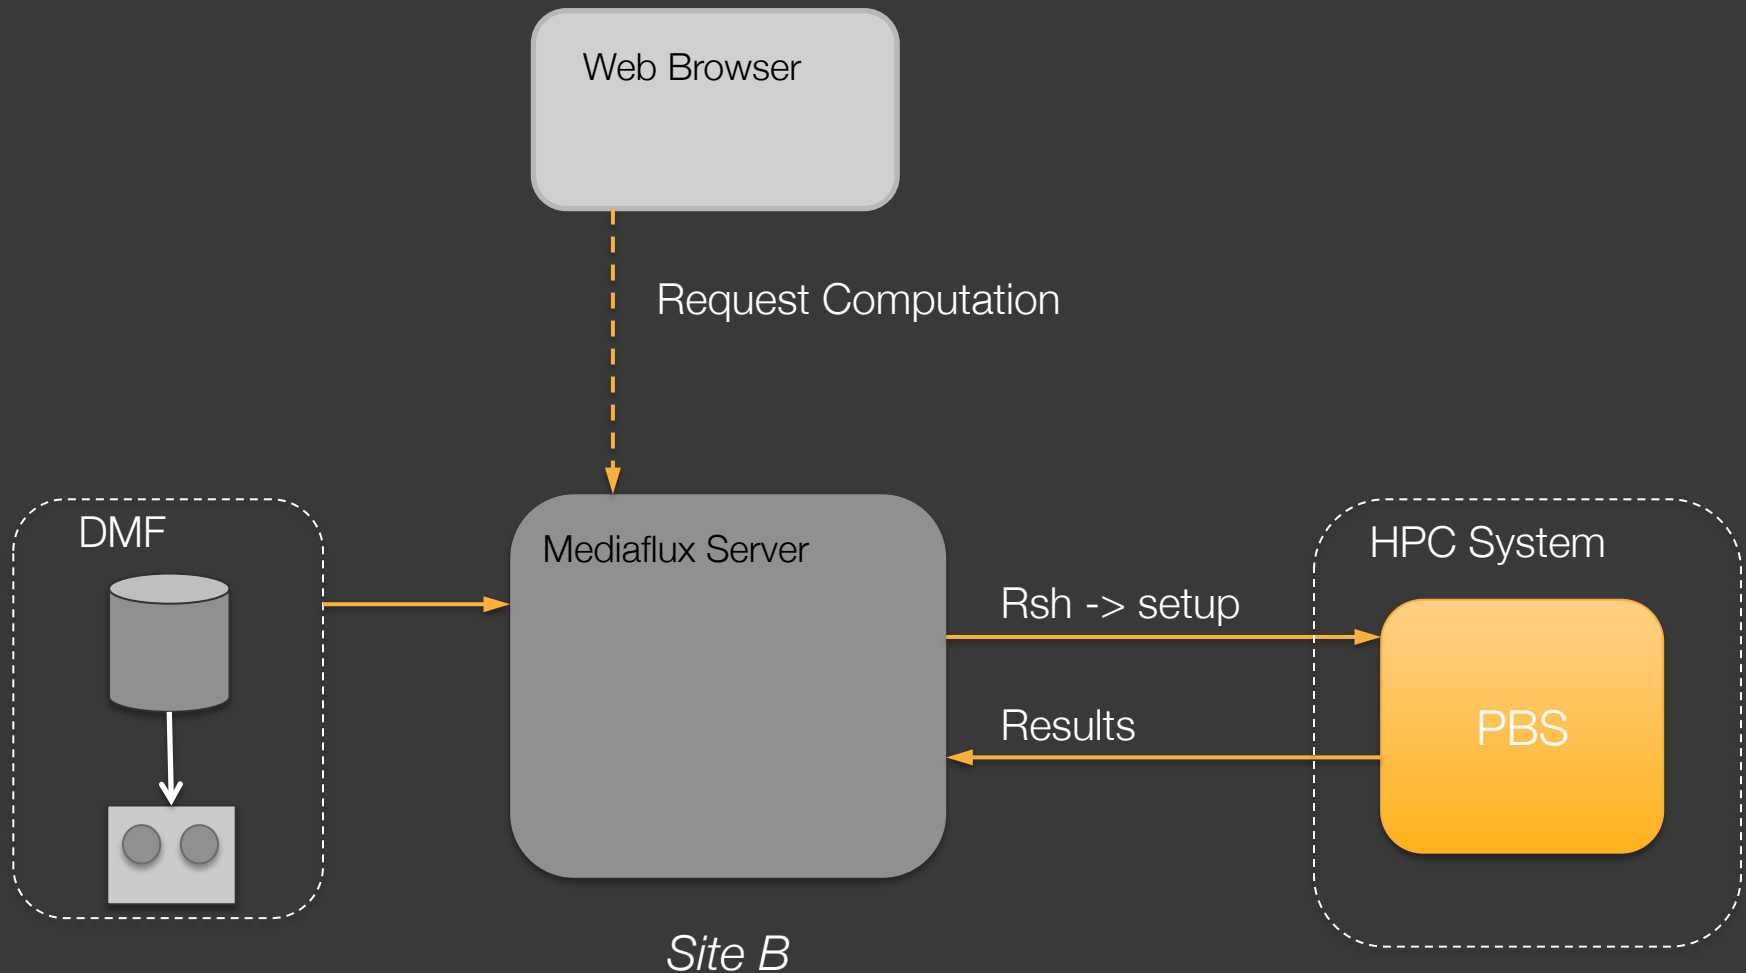 Web Browser
Request Computation
DMF
Mediaflux Server
HPC System
Rsh -> setup
Results
PBS
Site B